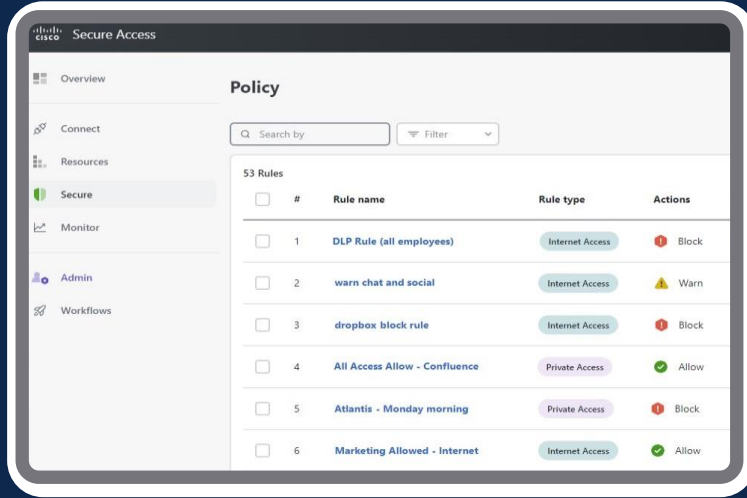 cisco Secure Access
Overview
Connect
Resources
Secure
Monitor
Admin
Workflows
Policy
Search by
Filter
53 Rules
# Rule name Rule type Actions
1 DLP Rule (all employees) Internet Access Block
2 warn chat and social Internet Access Warn
3 dropbox block rule Internet Access Block
4 All Access Allow - Confluence Private Access Allow
5 Atlantis - Monday morning Private Access Block
6 Marketing Allowed - Internet Internet Access Allow